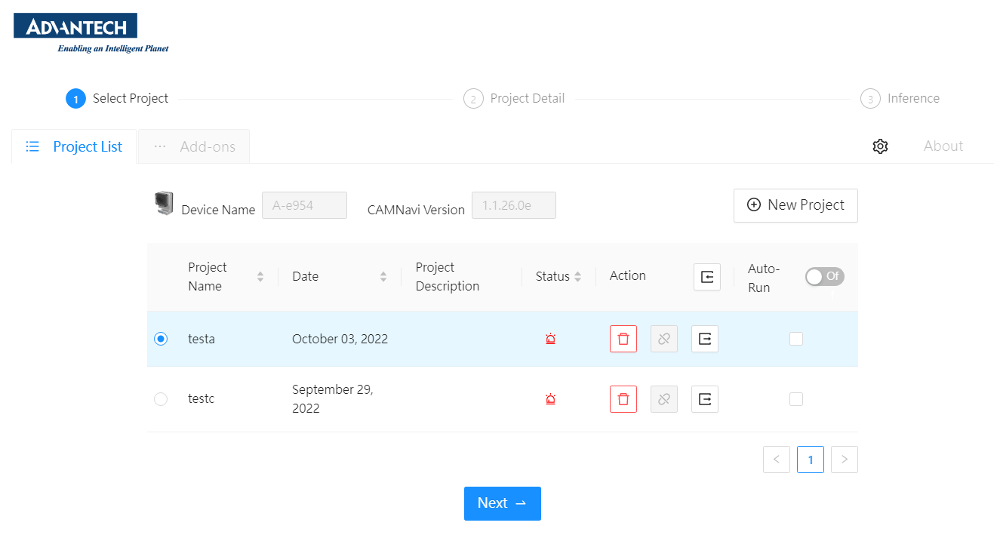 ADVANTECH
Enabling an Intelligent Planet
1 Select Project
2 Project Detail
3 Inference
Project List
Add-ons
About
Device Name A-e954 CAMNavi Version 1.1.26.0e
New Project
Project Name
Date
Project Description
Status
Action
Auto-Run
Of
testa October 03, 2022
testc September 29, 2022
< 1 >
Next →